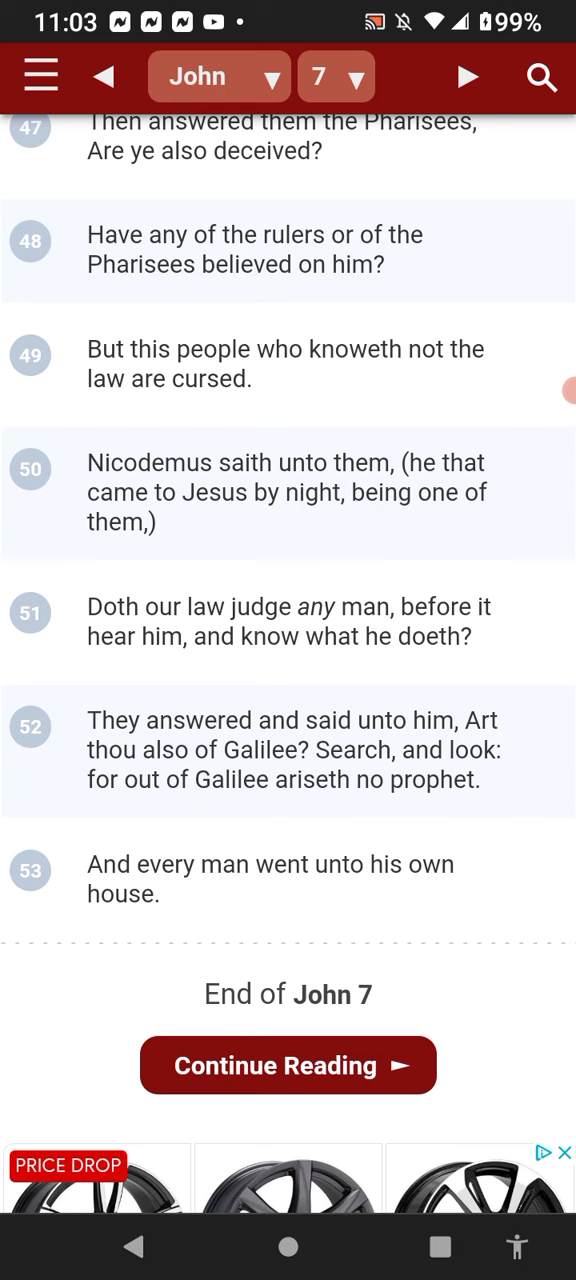 11:03
99%
John
7
47
Then answered them the Pharisees,
Are ye also deceived?
48
Have any of the rulers or of the
Pharisees believed on him?
49
But this people who knoweth not the
law are cursed.
50
Nicodemus saith unto them, (he that
came to Jesus by night, being one of
them,)
51
Doth our law judge any man, before it
hear him, and know what he doeth?
52
They answered and said unto him, Art
thou also of Galilee? Search, and look:
for out of Galilee ariseth no prophet.
53
And every man went unto his own
house.
End of John 7
Continue Reading
PRICE DROP